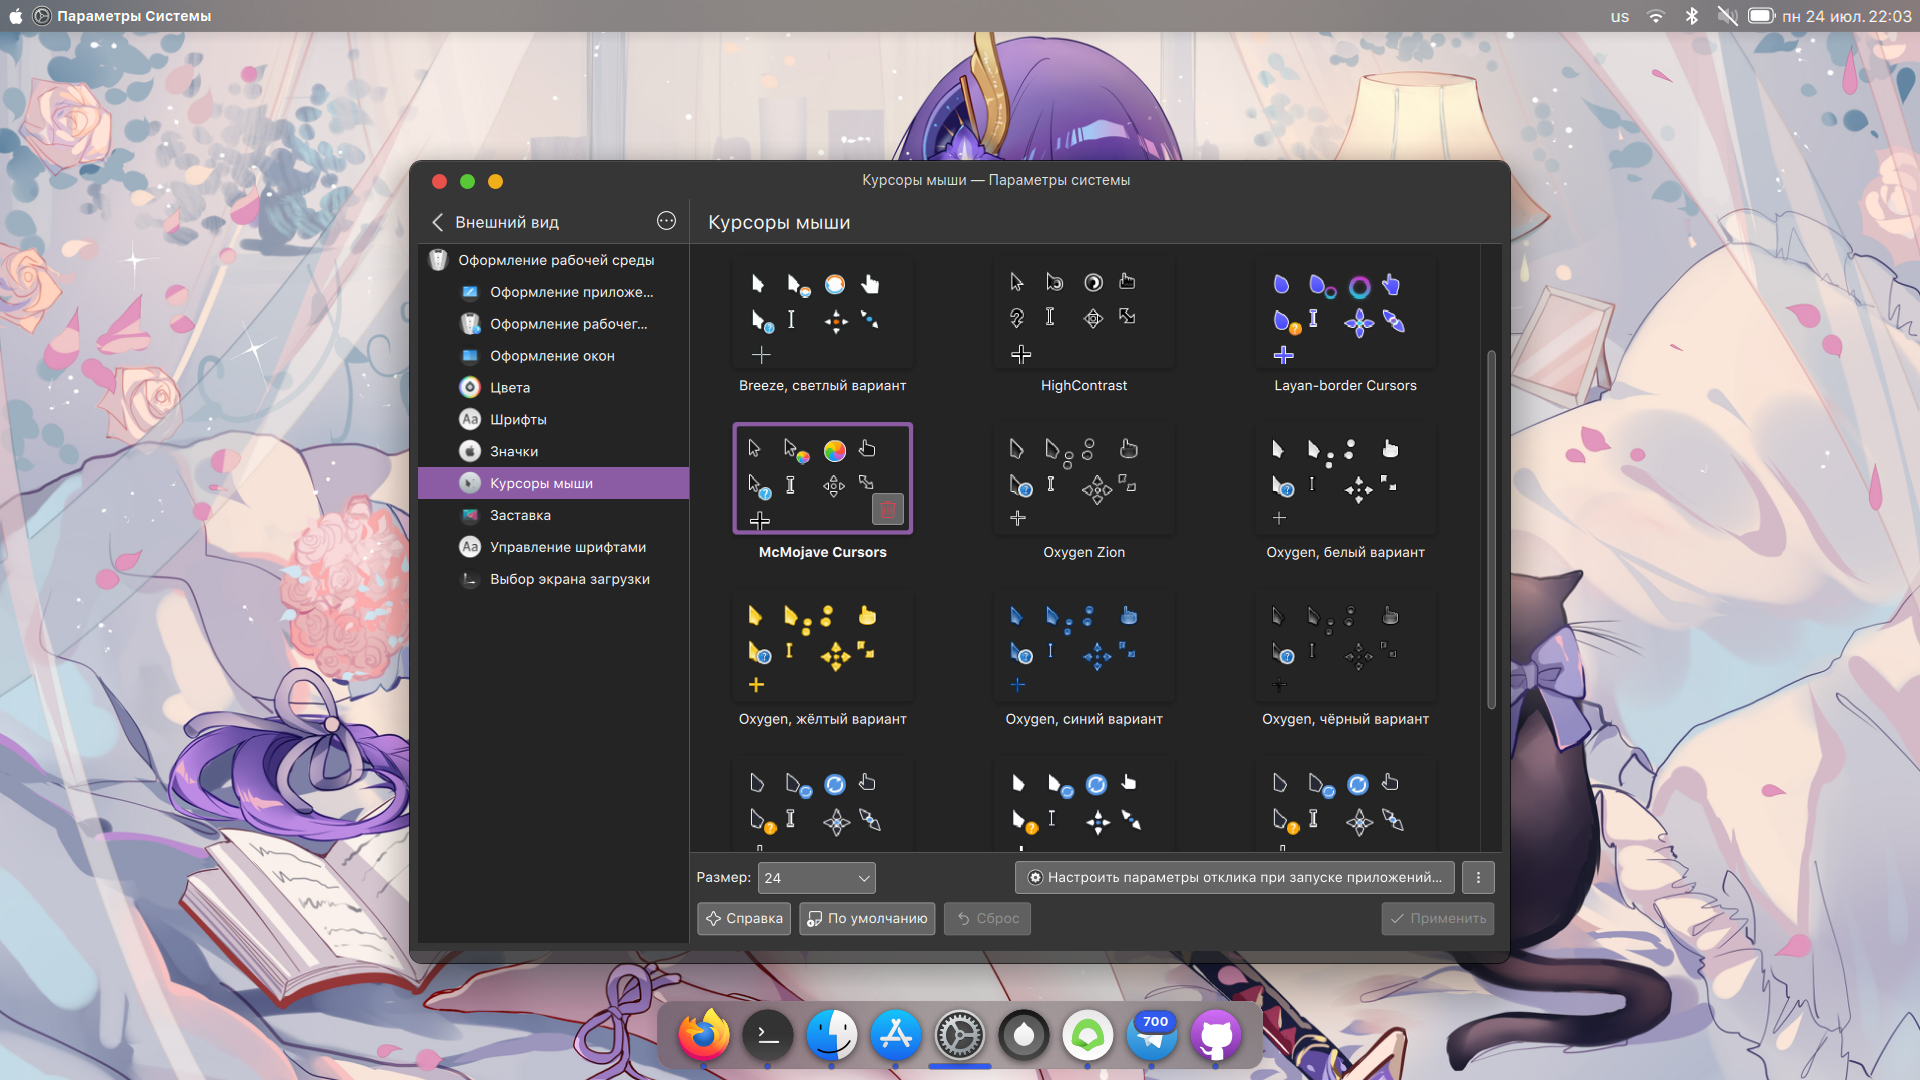 Параметры Системы
us
пн 24 июл. 22:03
Курсоры мыши — Параметры системы
Внешний вид
Курсоры мыши
Оформление рабочей среды
Оформление приложе...
Оформление рабочег...
Оформление окон
Цвета
Шрифты
Значки
Курсоры мыши
Заставка
Управление шрифтами
Выбор экрана загрузки
Breeze, светлый вариант
HighContrast
Layan-border Cursors
McMojave Cursors
Oxygen Zion
Oxygen, белый вариант
Oxygen, жёлтый вариант
Oxygen, синий вариант
Oxygen, чёрный вариант
Размер:
24
Настроить параметры отклика при запуске приложений...
Справка
По умолчанию
Сброс
Применить
700